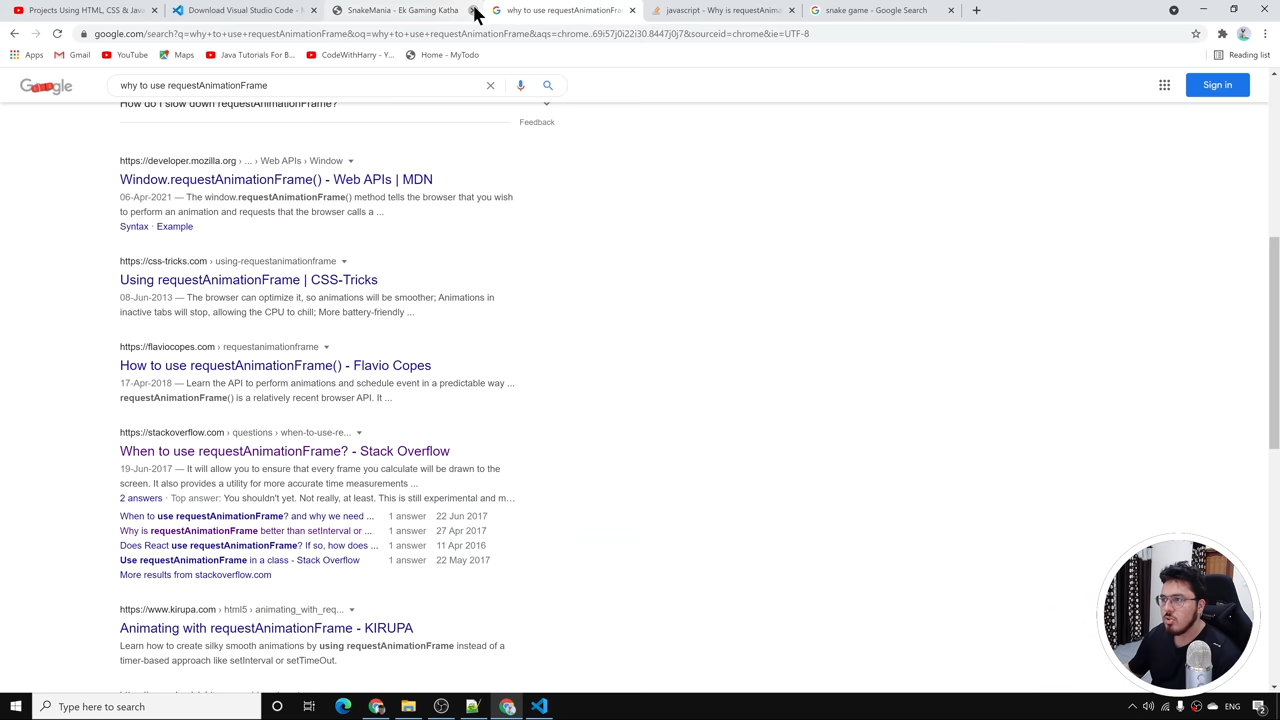 Projects Using HTML, CSS & Java
Download Visual Studio Code - M
SnakeMania - Ek Gaming Katha
why to use requestAnimationFra
javascript - Why is requestAnima
snake game - Google Search
google.com/search?q=why+to+use+requestAnimationFrame&oq=why+to+use+requestAnimationFrame&aqs=chrome..69i57j0i22i30.8447j0j7&sourceid=chrome&ie=UTF-8
Apps
Gmail
YouTube
Maps
Java Tutorials For B...
CodeWithHarry - Y...
Home - MyTodo
Reading list
why to use requestAnimationFrame
Sign in
How do I slow down requestAnimationFrame?
Feedback
https://developer.mozilla.org › ... › Web APIs › Window
Window.requestAnimationFrame() - Web APIs | MDN
06-Apr-2021 — The window.requestAnimationFrame() method tells the browser that you wish
to perform an animation and requests that the browser calls a ...
Syntax · Example
https://css-tricks.com › using-requestanimationframe
Using requestAnimationFrame | CSS-Tricks
08-Jun-2013 — The browser can optimize it, so animations will be smoother; Animations in
inactive tabs will stop, allowing the CPU to chill; More battery-friendly ...
https://flaviocopes.com › requestanimationframe
How to use requestAnimationFrame() - Flavio Copes
17-Apr-2018 — Learn the API to perform animations and schedule event in a predictable way ...
requestAnimationFrame() is a relatively recent browser API. It ...
https://stackoverflow.com › questions › when-to-use-re...
When to use requestAnimationFrame? - Stack Overflow
19-Jun-2017 — It will allow you to ensure that every frame you calculate will be drawn to the
screen. It also provides a utility for more accurate time measurements ...
2 answers · Top answer: You shouldn't yet. Not really, at least. This is still experimental and m...
When to use requestAnimationFrame? and why we need ... 1 answer 22 Jun 2017
Why is requestAnimationFrame better than setInterval or ... 1 answer 27 Apr 2017
Does React use requestAnimationFrame? If so, how does ... 1 answer 11 Apr 2016
Use requestAnimationFrame in a class - Stack Overflow 1 answer 22 May 2017
More results from stackoverflow.com
https://www.kirupa.com › html5 › animating_with_req...
Animating with requestAnimationFrame - KIRUPA
Learn how to create silky smooth animations by using requestAnimationFrame instead of a
timer-based approach like setInterval or setTimeOut.
Type here to search
ENG
2